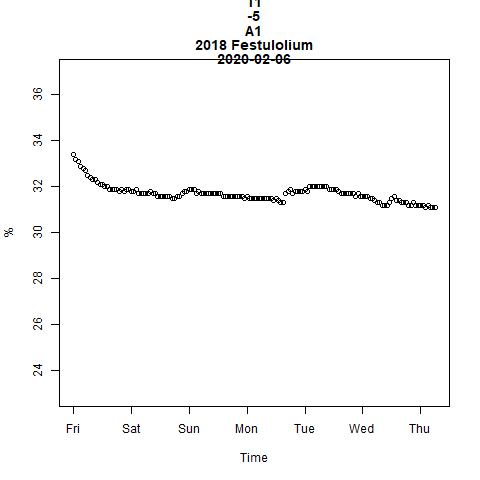 T1
-5
A1
2018 Festulolium
2020-02-06
36
34
32
30
28
26
24
%
Fri Sat Sun Mon Tue Wed Thu
Time